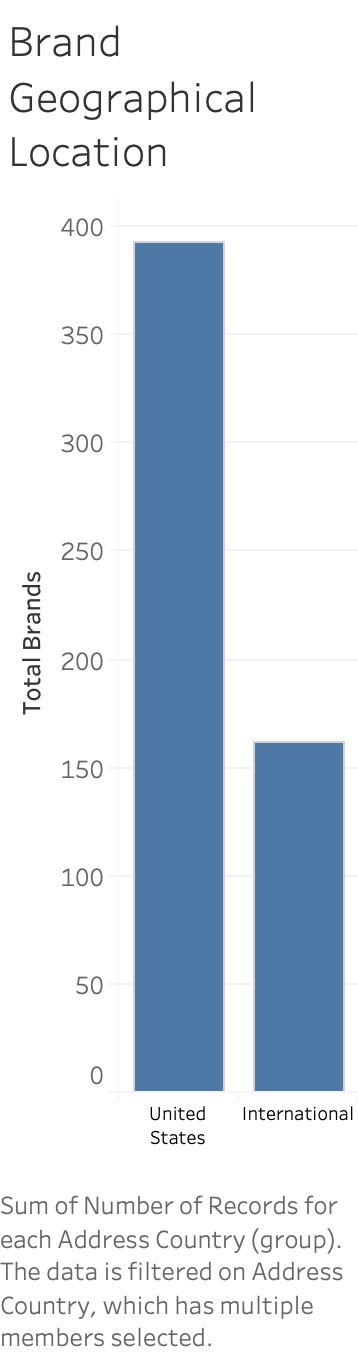 Brand
Geographical
Location
400
350
300
250
200
150
100
50
0
Total Brands
United
States
International
Sum of Number of Records for
each Address Country (group).
The data is filtered on Address
Country, which has multiple
members selected.